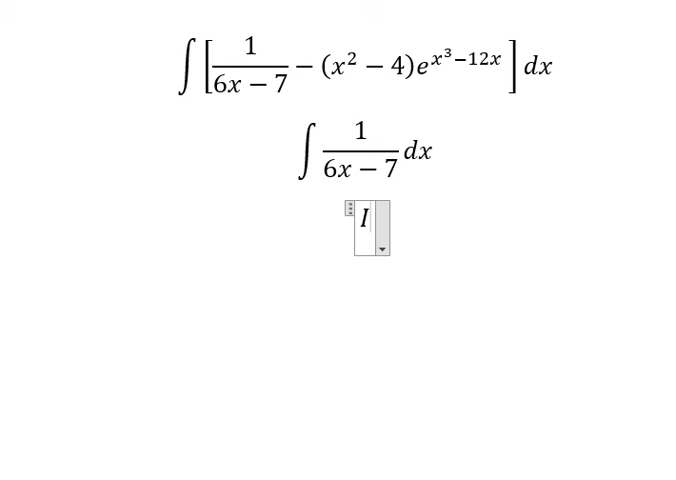 ∫ [ 1/(6x − 7) − (x² − 4)e^(x³−12x) ] dx
∫ 1/(6x − 7) dx
I